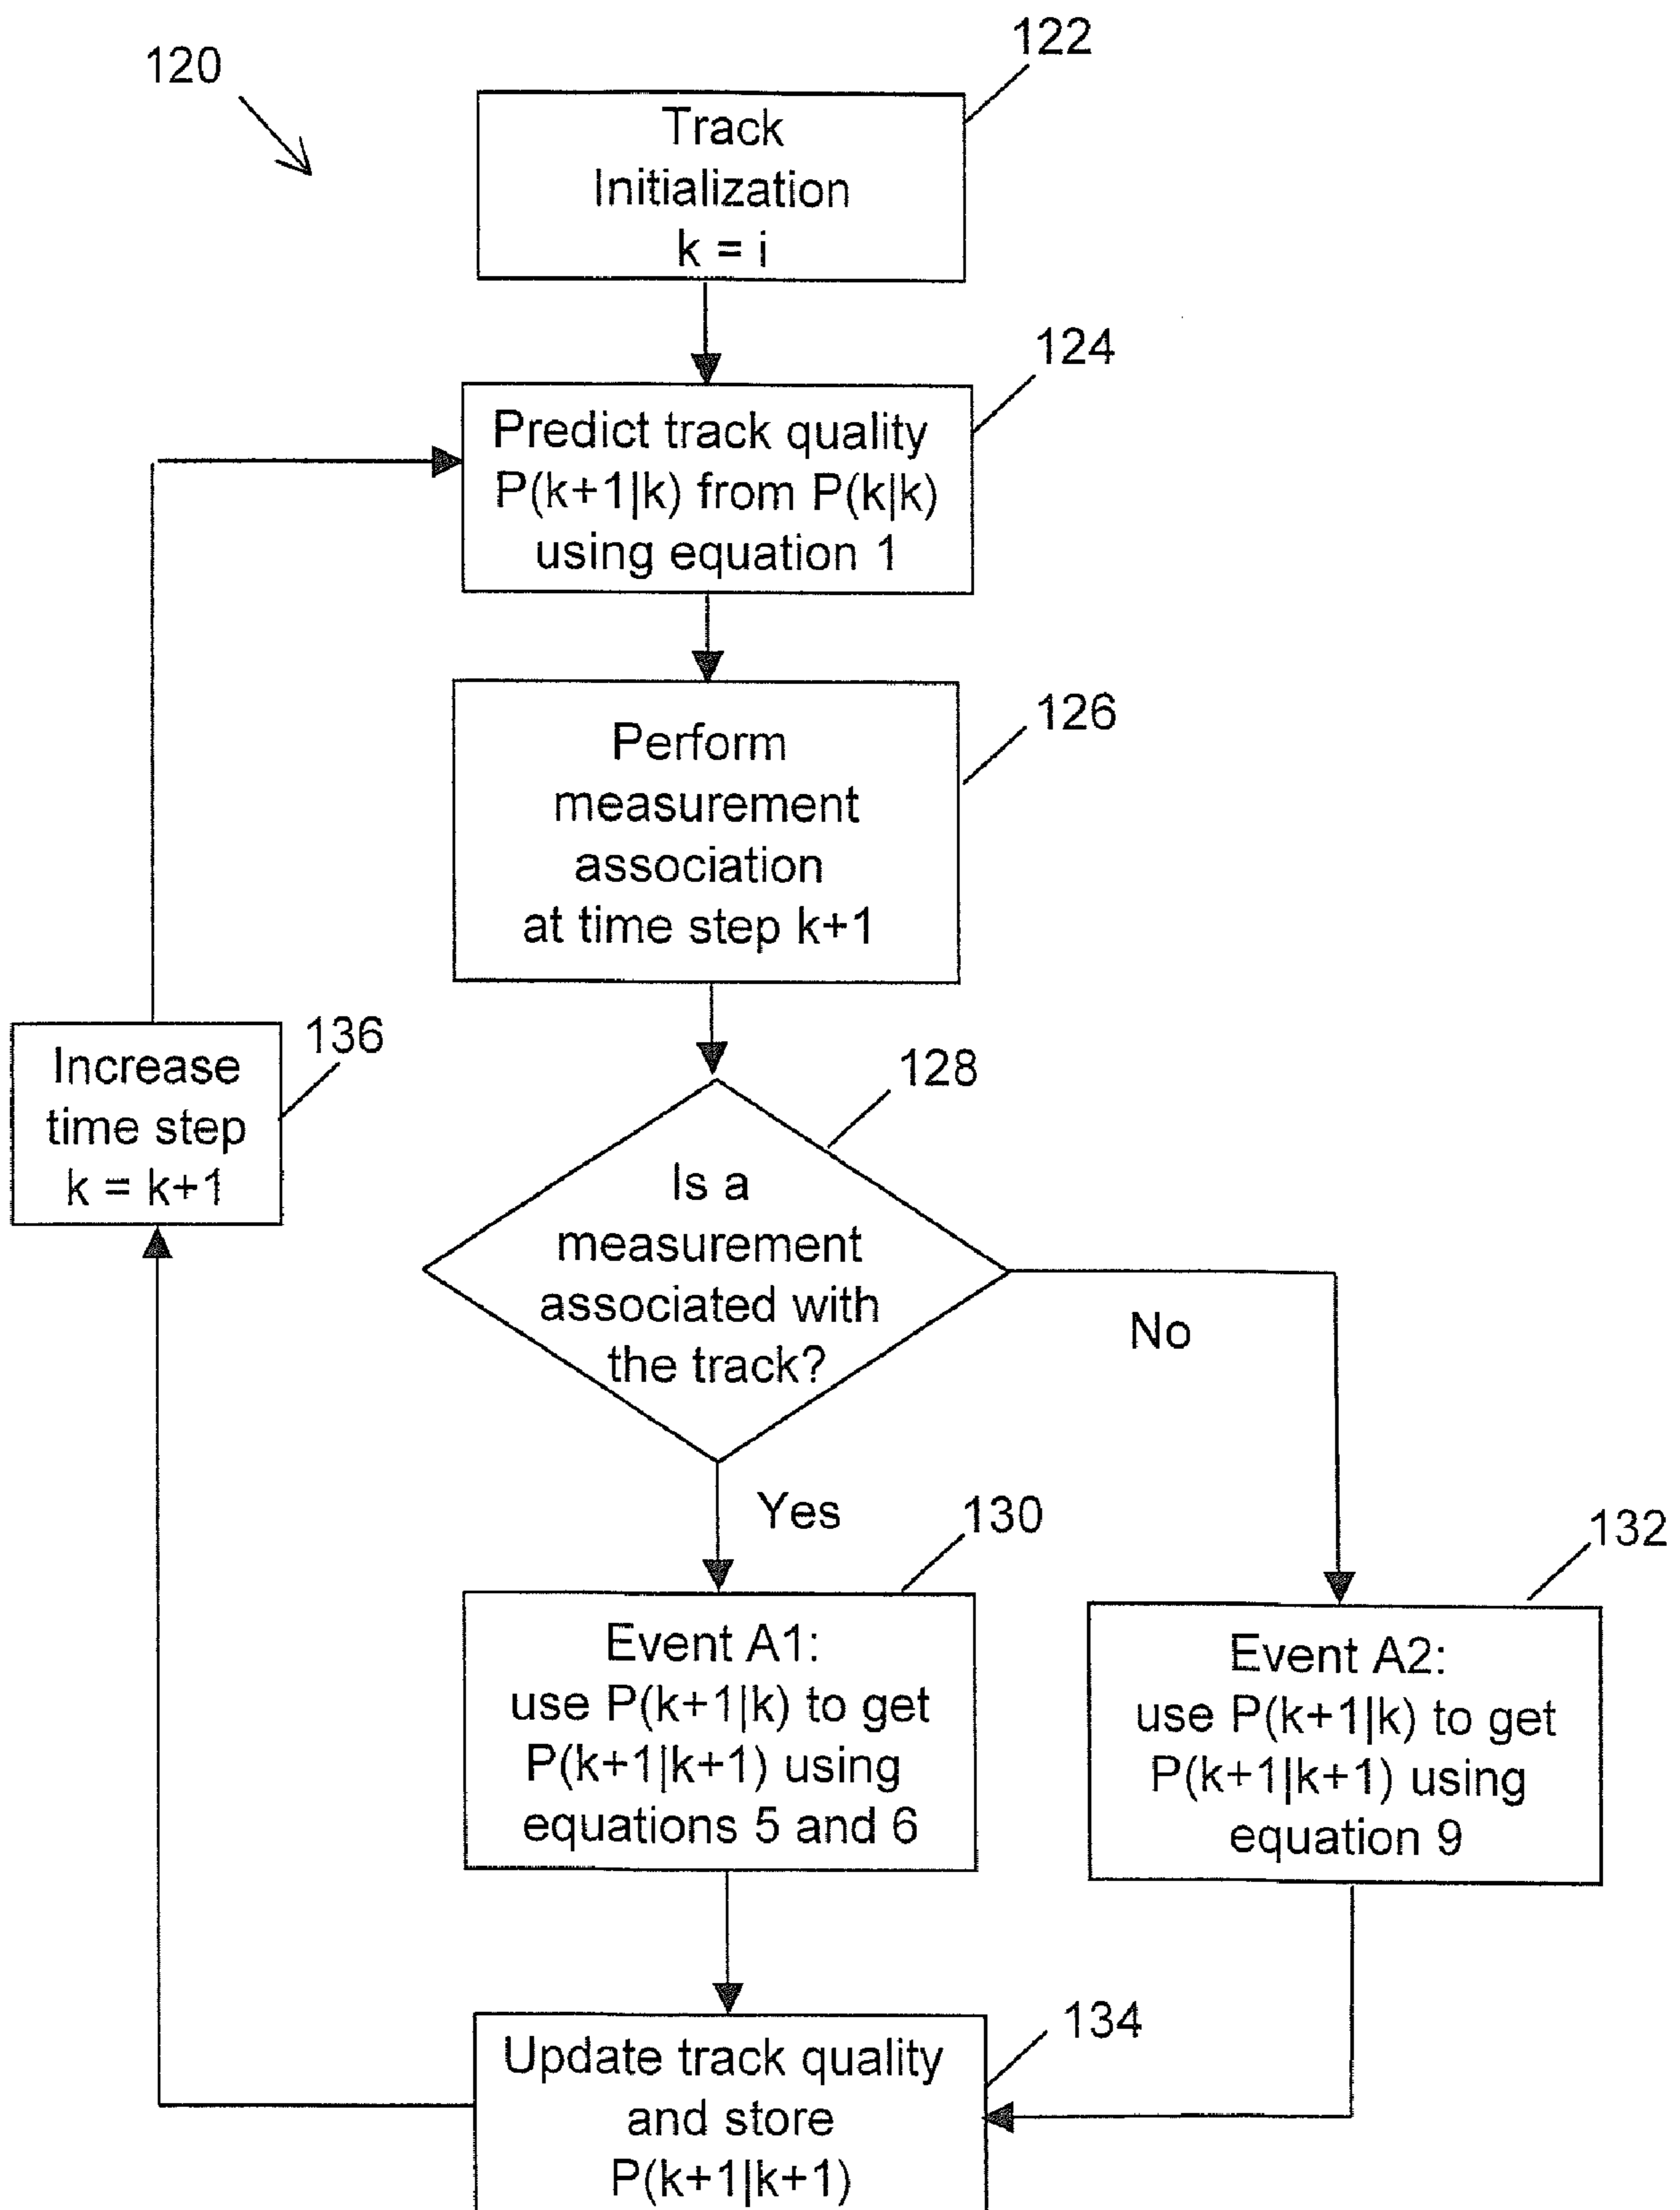 120
122
Track
Initialization
k = i
124
Predict track quality
P(k+1|k) from P(k|k)
using equation 1
126
Perform
measurement
association
at time step k+1
136
Increase
time step
k = k+1
128
Is a
measurement
associated with
the track?
No
Yes
130
132
Event A1:
use P(k+1|k) to get
P(k+1|k+1) using
equations 5 and 6
Event A2:
use P(k+1|k) to get
P(k+1|k+1) using
equation 9
134
Update track quality
and store
P(k+1|k+1)